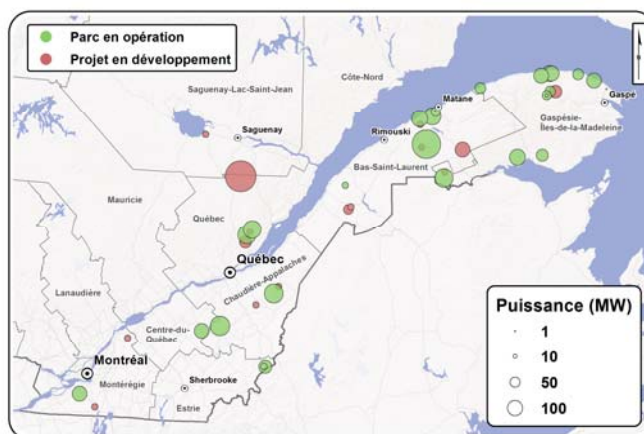 Parc en opération
Projet en développement
Côte-Nord
Saguenay-Lac-Saint-Jean
Saguenay
Matane
Gaspé
Gaspésie-
Îles-de-la-Madeleine
Rimouski
Bas-Saint-Laurent
Mauricie
Québec
Québec
Chaudière-Appalaches
Lanaudière
Centre-du-
Québec
Montréal
Montérégie
Sherbrooke
Estrie
Puissance (MW)
1
10
50
100